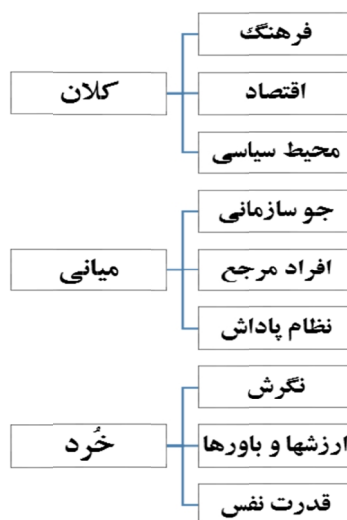 کلان
فرهنگ
اقتصاد
محیط سیاسی
میانی
جو سازمانی
افراد مرجع
نظام پاداش
خُرد
نگرش
ارزشها و باورها
قدرت نفس